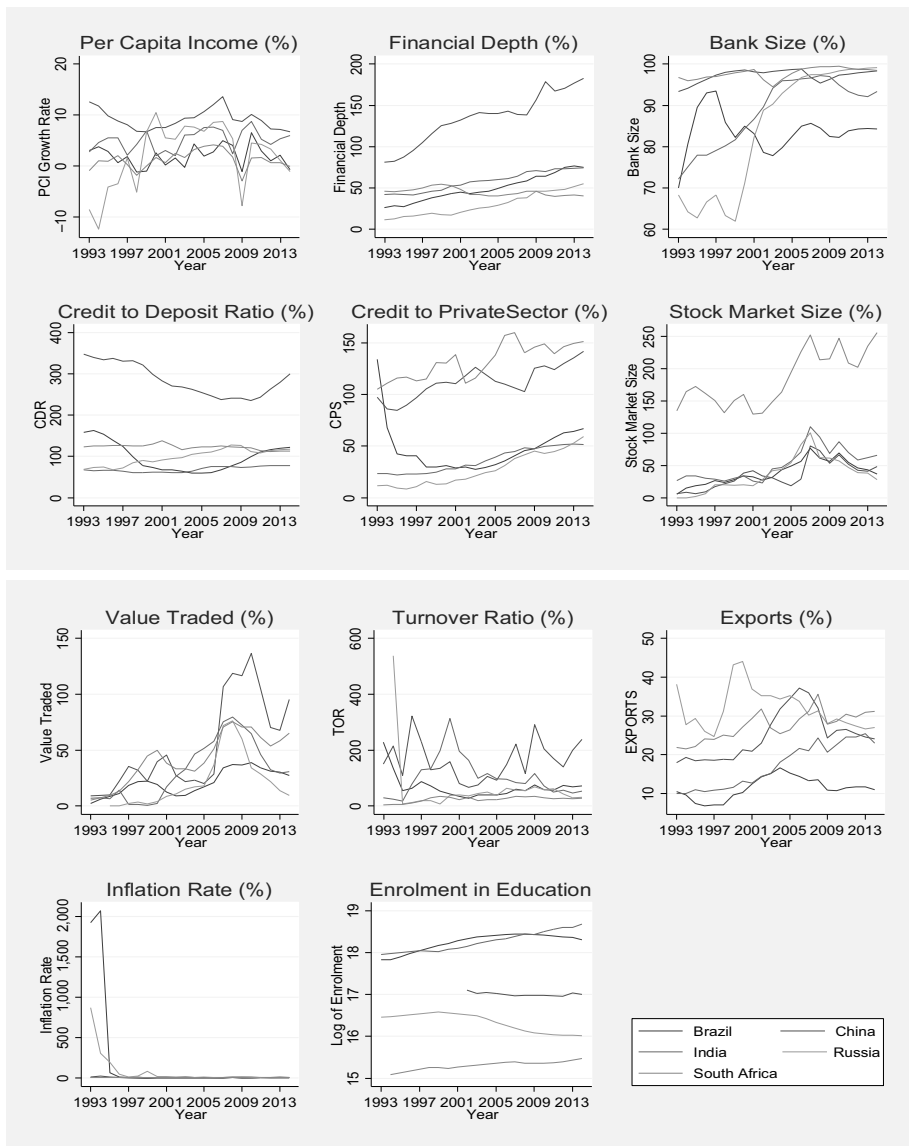 Per Capita Income (%)
PCI Growth Rate
20
10
0
−10
1993 1997 2001 2005 2009 2013
Year
Financial Depth (%)
Financial Depth
200
150
100
50
0
1993 1997 2001 2005 2009 2013
Year
Bank Size (%)
Bank Size
100
90
80
70
60
1993 1997 2001 2005 2009 2013
Year
Credit to Deposit Ratio (%)
CDR
400
300
200
100
0
1993 1997 2001 2005 2009 2013
Year
Credit to PrivateSector (%)
CPS
150
100
50
0
1993 1997 2001 2005 2009 2013
Year
Stock Market Size (%)
Stock Market Size
250
200
150
100
50
0
1993 1997 2001 2005 2009 2013
Year
Value Traded (%)
Value Traded
150
100
50
0
1993 1997 2001 2005 2009 2013
Year
Turnover Ratio (%)
TOR
600
400
200
0
1993 1997 2001 2005 2009 2013
Year
Exports (%)
EXPORTS
50
40
30
20
10
1993 1997 2001 2005 2009 2013
Year
Inflation Rate (%)
Inflation Rate
2,000
1,500
1,000
500
0
1993 1997 2001 2005 2009 2013
Year
Enrolment in Education
Log of Enrolment
19
18
17
16
15
1993 1997 2001 2005 2009 2013
Year
Brazil China
India Russia
South Africa